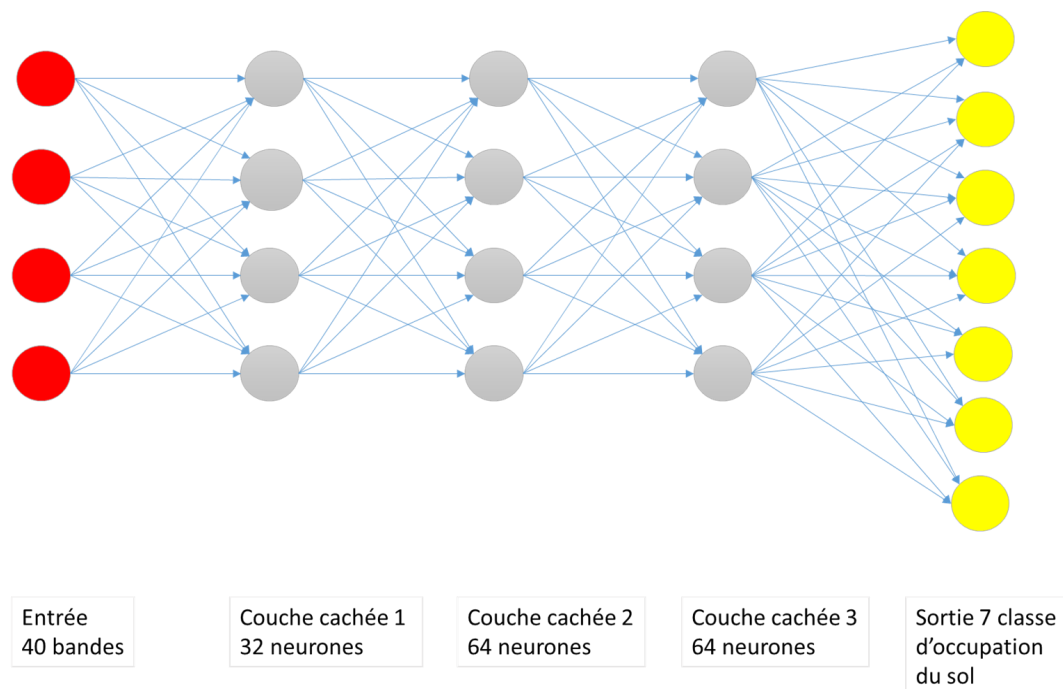 Entrée
40 bandes
Couche cachée 1
32 neurones
Couche cachée 2
64 neurones
Couche cachée 3
64 neurones
Sortie 7 classe
d’occupation
du sol